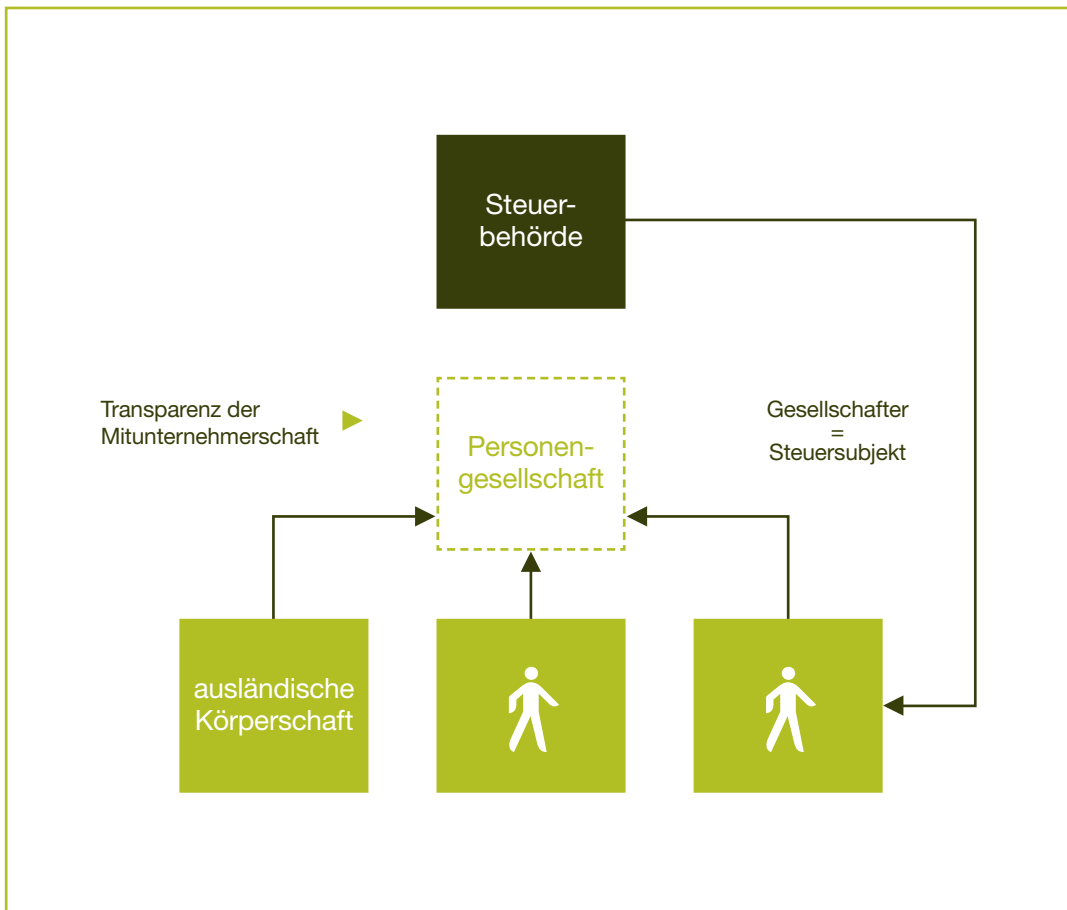 Steuer-
behörde
Transparenz der
Mitunternehmerschaft
Personen-
gesellschaft
Gesellschafter
=
Steuersubjekt
ausländische
Körperschaft